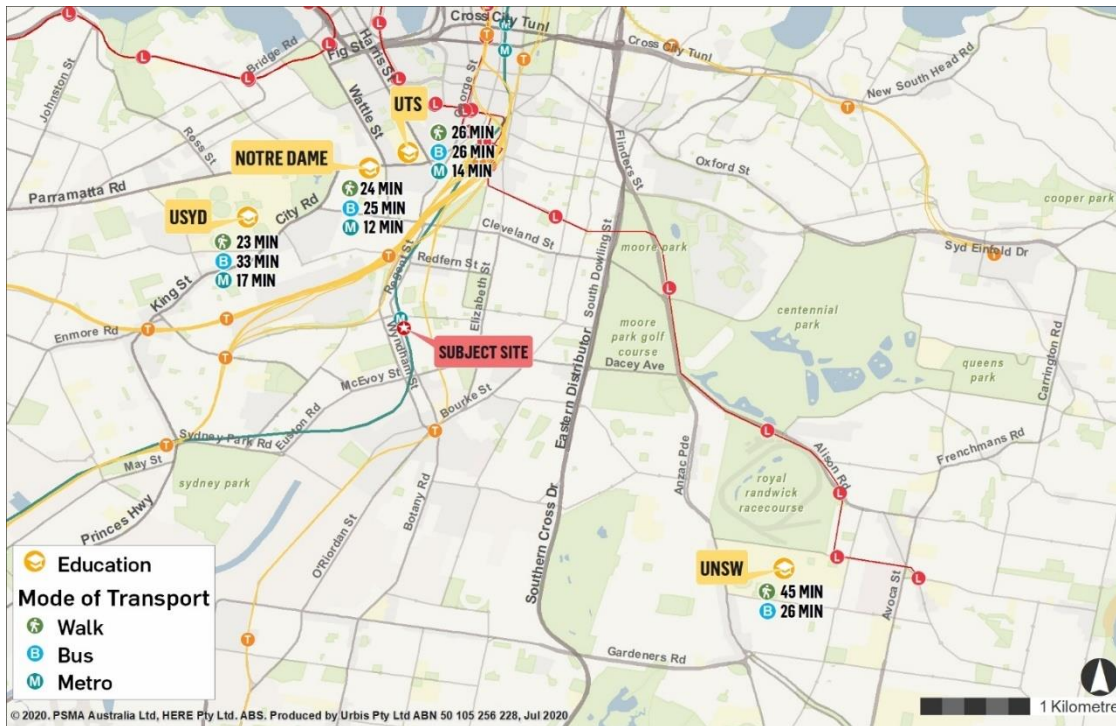 Cross City Tunl
Cross City Tunl
Bridge Rd
Fig St
Harris St
George St
Johnston St
Wattle St
New South Head Rd
UTS
Ross St
26 MIN
B 26 MIN
M 14 MIN
Flinders St
Oxford St
NOTRE DAME
24 MIN
B 25 MIN
M 12 MIN
Parramatta Rd
City Rd
cooper park
USYD
23 MIN
B 33 MIN
M 17 MIN
Cleveland St
moore park
Syd Einfeld Dr
Regent St
Redfern St
South Dowling St
King St
Elizabeth St
Enmore Rd
M
SUBJECT SITE
moore
park golf
course
centennial
park
Wyndham St
Dacey Ave
queens
park
Carrington Rd
McEvoy St
Bourke St
Eastern Distributor
Euston Rd
Sydney Park Rd
May St
Frenchmans Rd
Alison Rd
sydney park
Anzac Pde
royal
randwick
racecourse
Princes Hwy
Botany Rd
O'Riordan St
Southern Cross Dr
UNSW
45 MIN
B 26 MIN
Avoca St
Gardeners Rd
Education
Mode of Transport
Walk
B Bus
M Metro
1 Kilometre
© 2020. PSMA Australia Ltd, HERE Pty Ltd. ABS. Produced by Urbis Pty Ltd ABN 50 105 256 228, Jul 2020